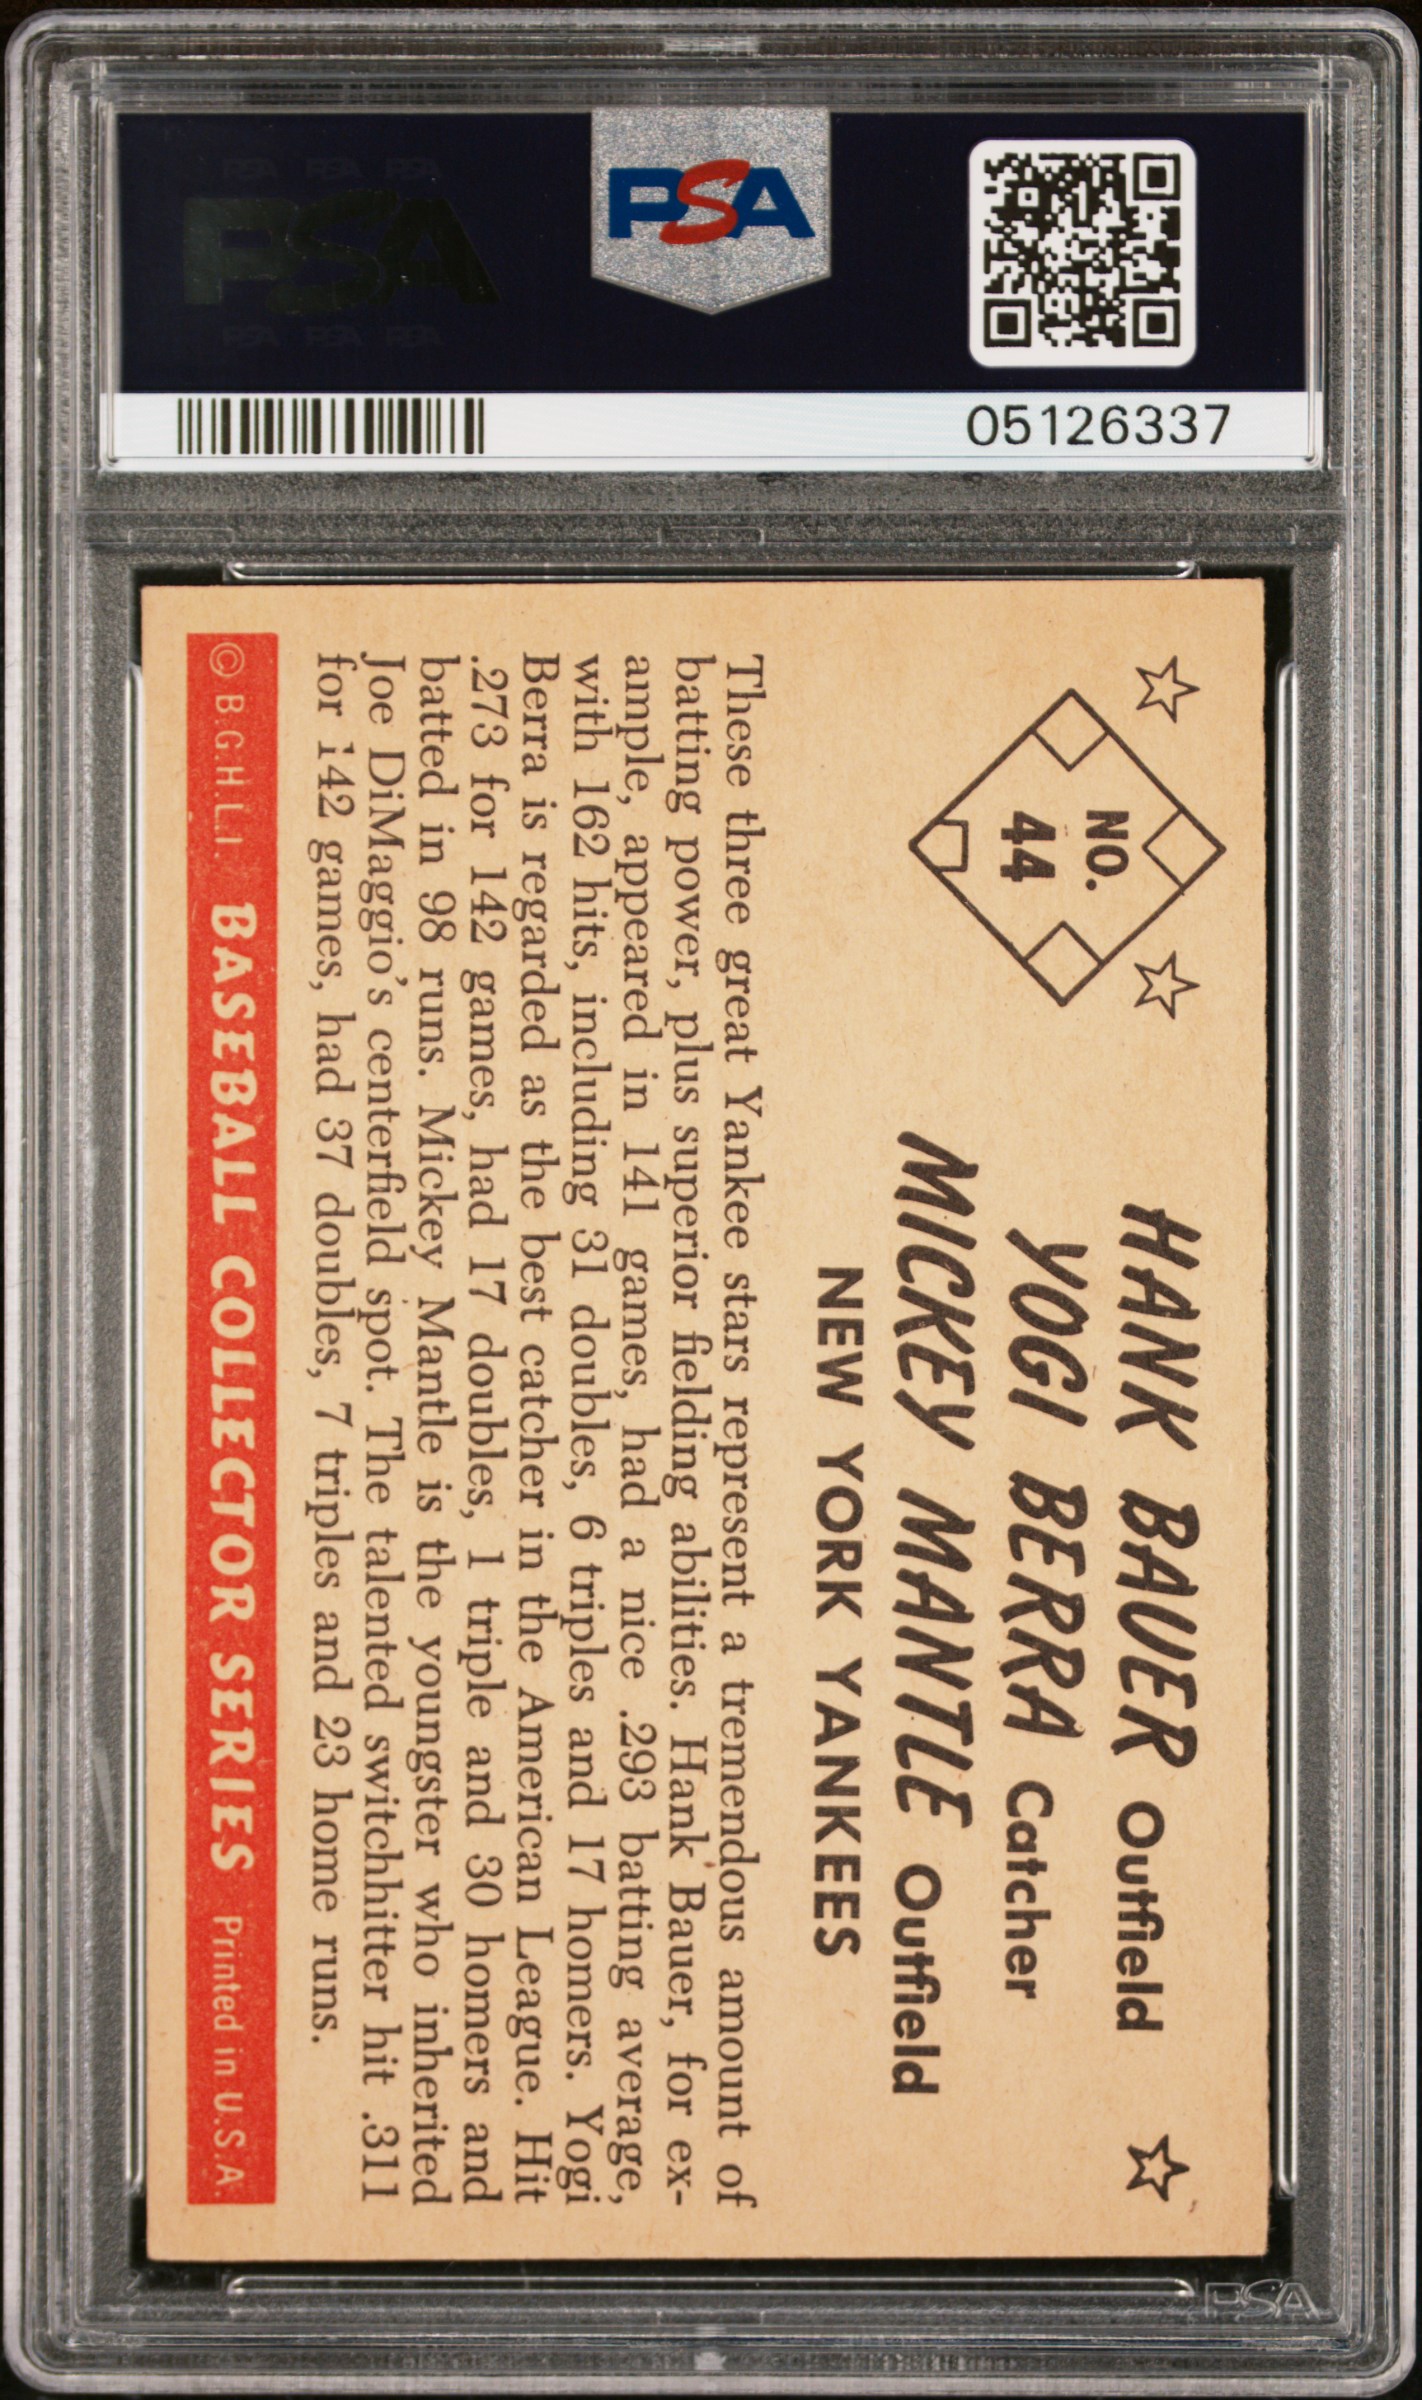 PSA PSA PSA
PSA
PSA PSA PSA
PSA
05126337
NO.
44
HANK BAUER Outfield
YOGI BERRA Catcher
MICKEY MANTLE Outfield
NEW YORK YANKEES
These three great Yankee stars represent a tremendous amount of
batting power, plus superior fielding abilities. Hank Bauer, for ex-
ample, appeared in 141 games, had a nice .293 batting average,
with 162 hits, including 31 doubles, 6 triples and 17 homers. Yogi
Berra is regarded as the best catcher in the American League. Hit
.273 for 142 games, had 17 doubles, 1 triple and 30 homers and
batted in 98 runs. Mickey Mantle is the youngster who inherited
Joe DiMaggio's centerfield spot. The talented switchhitter hit .311
for 142 games, had 37 doubles, 7 triples and 23 home runs.
© B.G.H.L.I. BASEBALL COLLECTOR SERIES Printed in U.S.A.
PSA